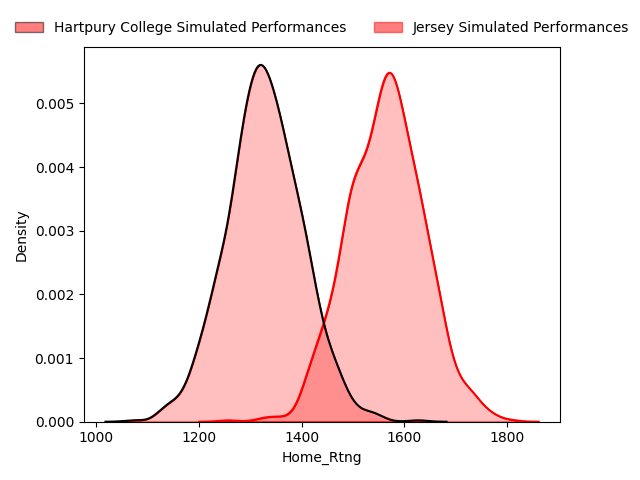 Hartpury College Simulated Performances
Jersey Simulated Performances
Density
0.005
0.004
0.003
0.002
0.001
0.000
1000
1200
1400
1600
1800
Home_Rtng